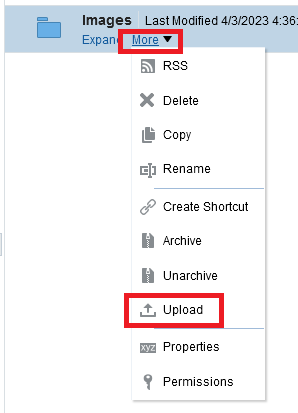 Images Last Modified 4/3/2023 4:36:
Expand More
RSS
Delete
Copy
Rename
Create Shortcut
Archive
Unarchive
Upload
xyz Properties
Permissions